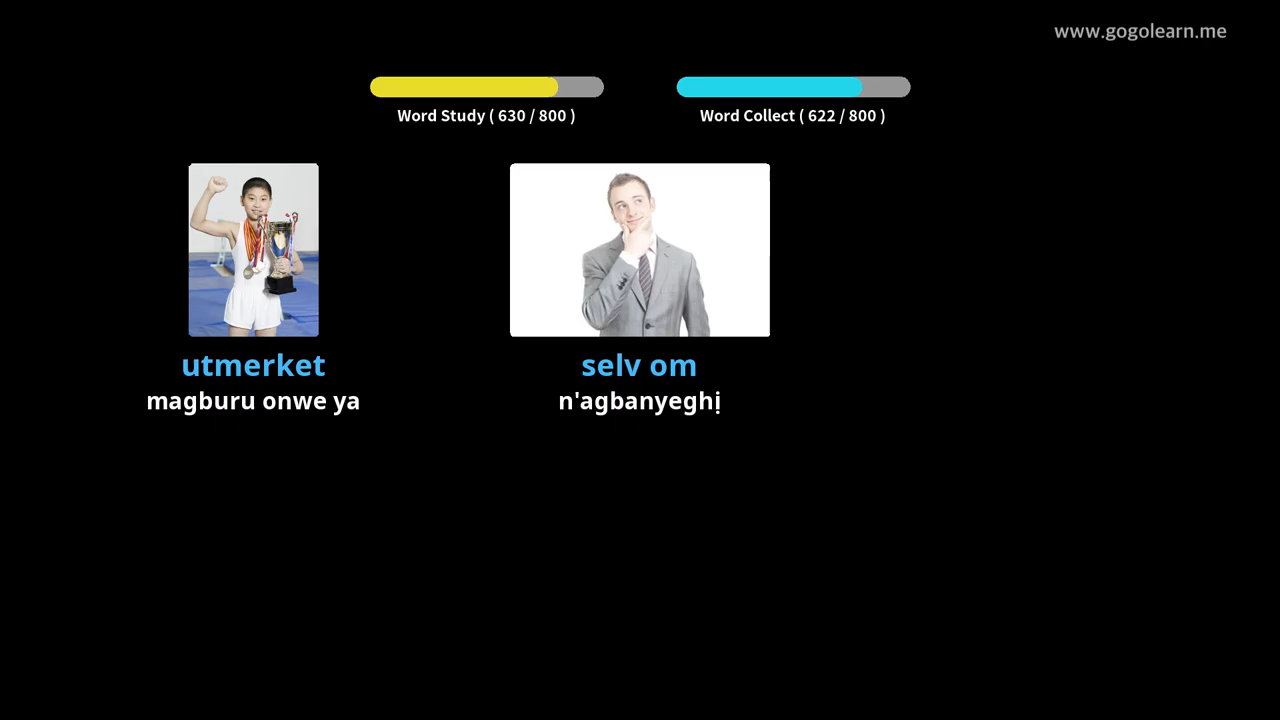 www.gogolearn.me
Word Study ( 630 / 800 )
Word Collect ( 622 / 800 )
utmerket
magburu onwe ya
selv om
n'agbanyeghị